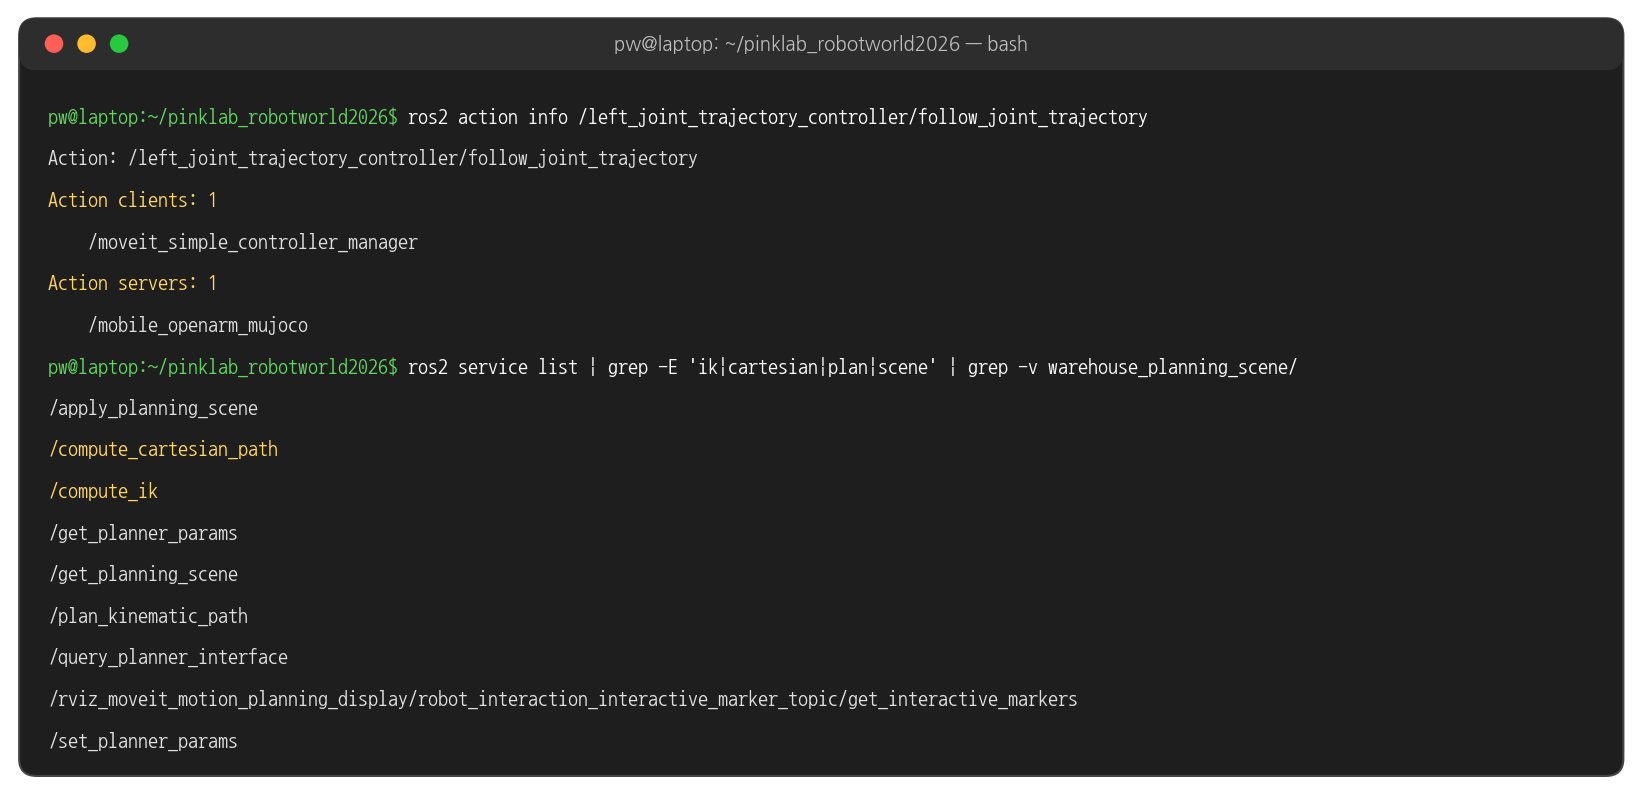 pw@laptop: ~/pinklab_robotworld2026 — bash
pw@laptop:~/pinklab_robotworld2026$ ros2 action info /left_joint_trajectory_controller/follow_joint_trajectory
Action: /left_joint_trajectory_controller/follow_joint_trajectory
Action clients: 1
    /moveit_simple_controller_manager
Action servers: 1
    /mobile_openarm_mujoco
pw@laptop:~/pinklab_robotworld2026$ ros2 service list | grep -E 'ik|cartesian|plan|scene' | grep -v warehouse_planning_scene/
/apply_planning_scene
/compute_cartesian_path
/compute_ik
/get_planner_params
/get_planning_scene
/plan_kinematic_path
/query_planner_interface
/rviz_moveit_motion_planning_display/robot_interaction_interactive_marker_topic/get_interactive_markers
/set_planner_params